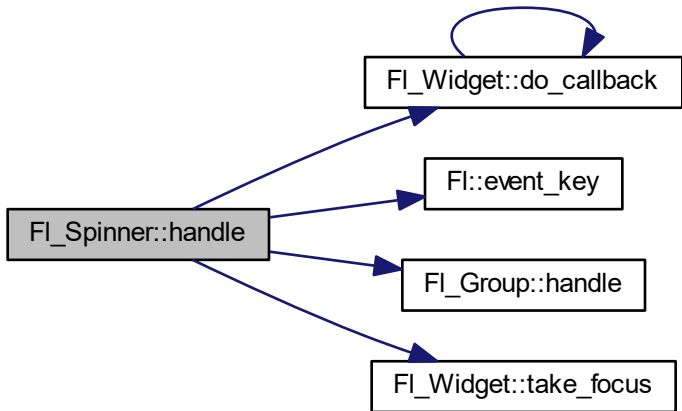 Fl_Widget::do_callback
Fl::event_key
Fl_Spinner::handle
Fl_Group::handle
Fl_Widget::take_focus